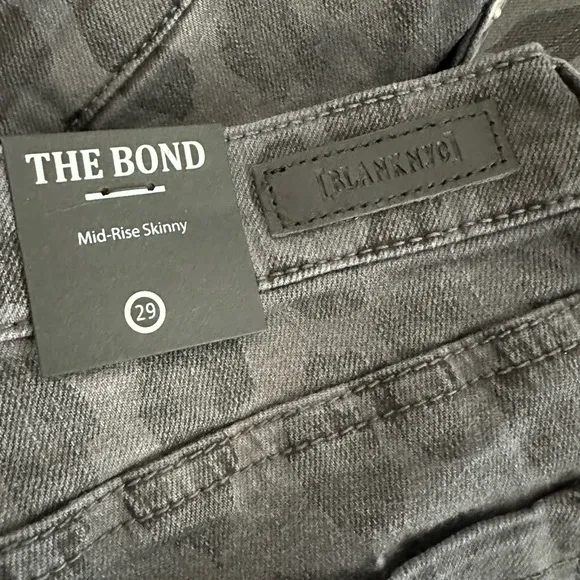 THE BOND
Mid-Rise Skinny
29
[BLANKNYC]